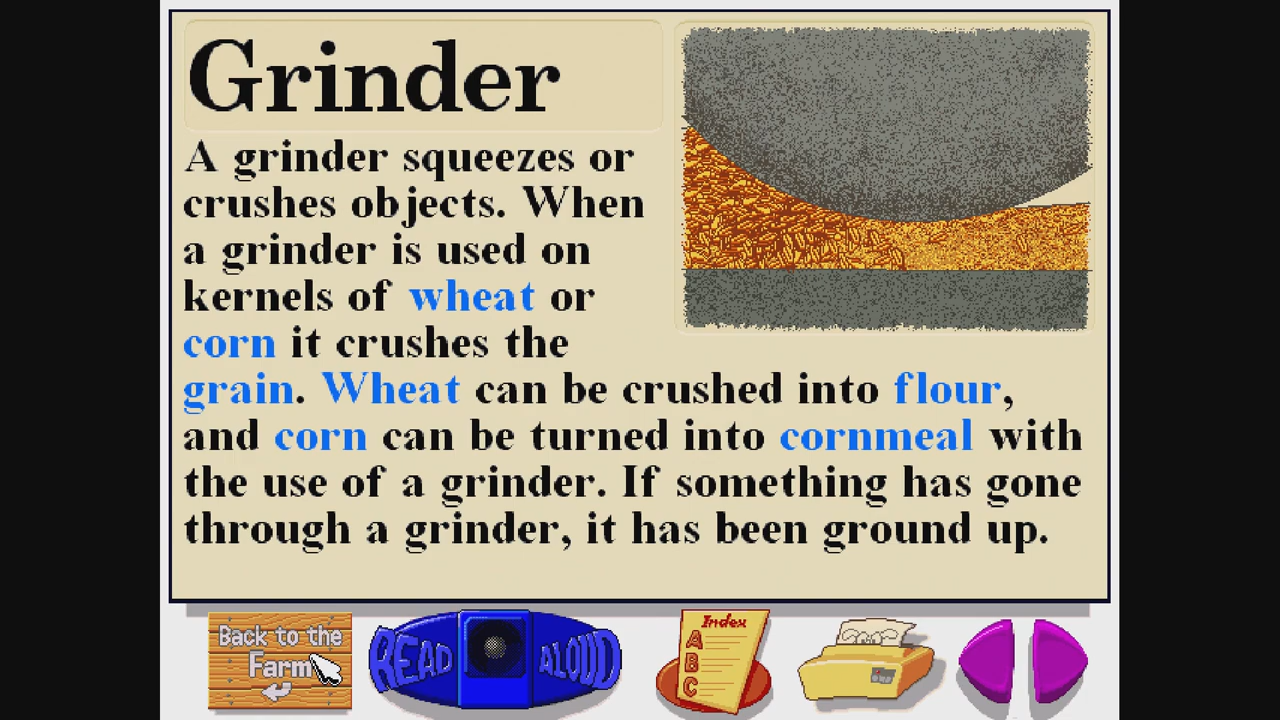 Grinder
A grinder squeezes or
crushes objects. When
a grinder is used on
kernels of wheat or
corn it crushes the
grain. Wheat can be crushed into flour,
and corn can be turned into cornmeal with
the use of a grinder. If something has gone
through a grinder, it has been ground up.
Back to the
Farm
READ ALOUD
Index
A
B
C